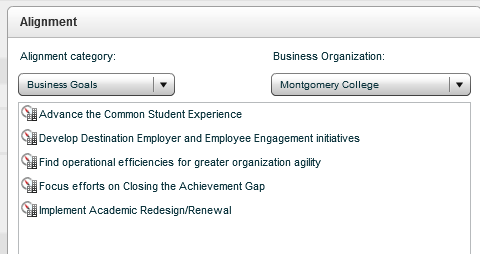 Alignment
Alignment category: Business Organization:
Business Goals Montgomery College
Advance the Common Student Experience
Develop Destination Employer and Employee Engagement initiatives
Find operational efficiencies for greater organization agility
Focus efforts on Closing the Achievement Gap
Implement Academic Redesign/Renewal